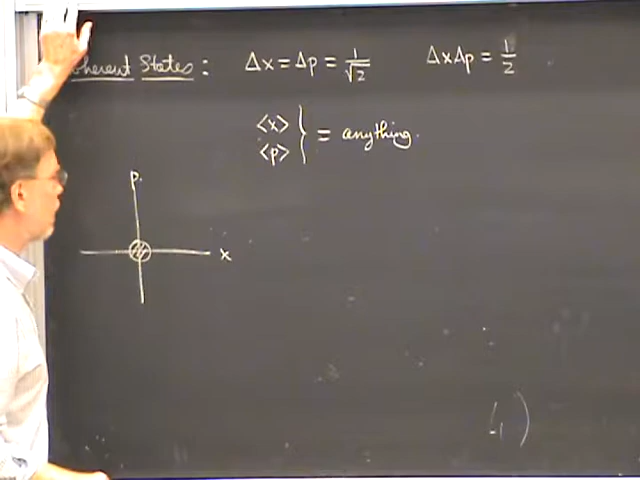 Coherent States : Δx = Δp = 1/√2 ΔxΔp = 1/2
<x>
<p> } = anything.
p
x